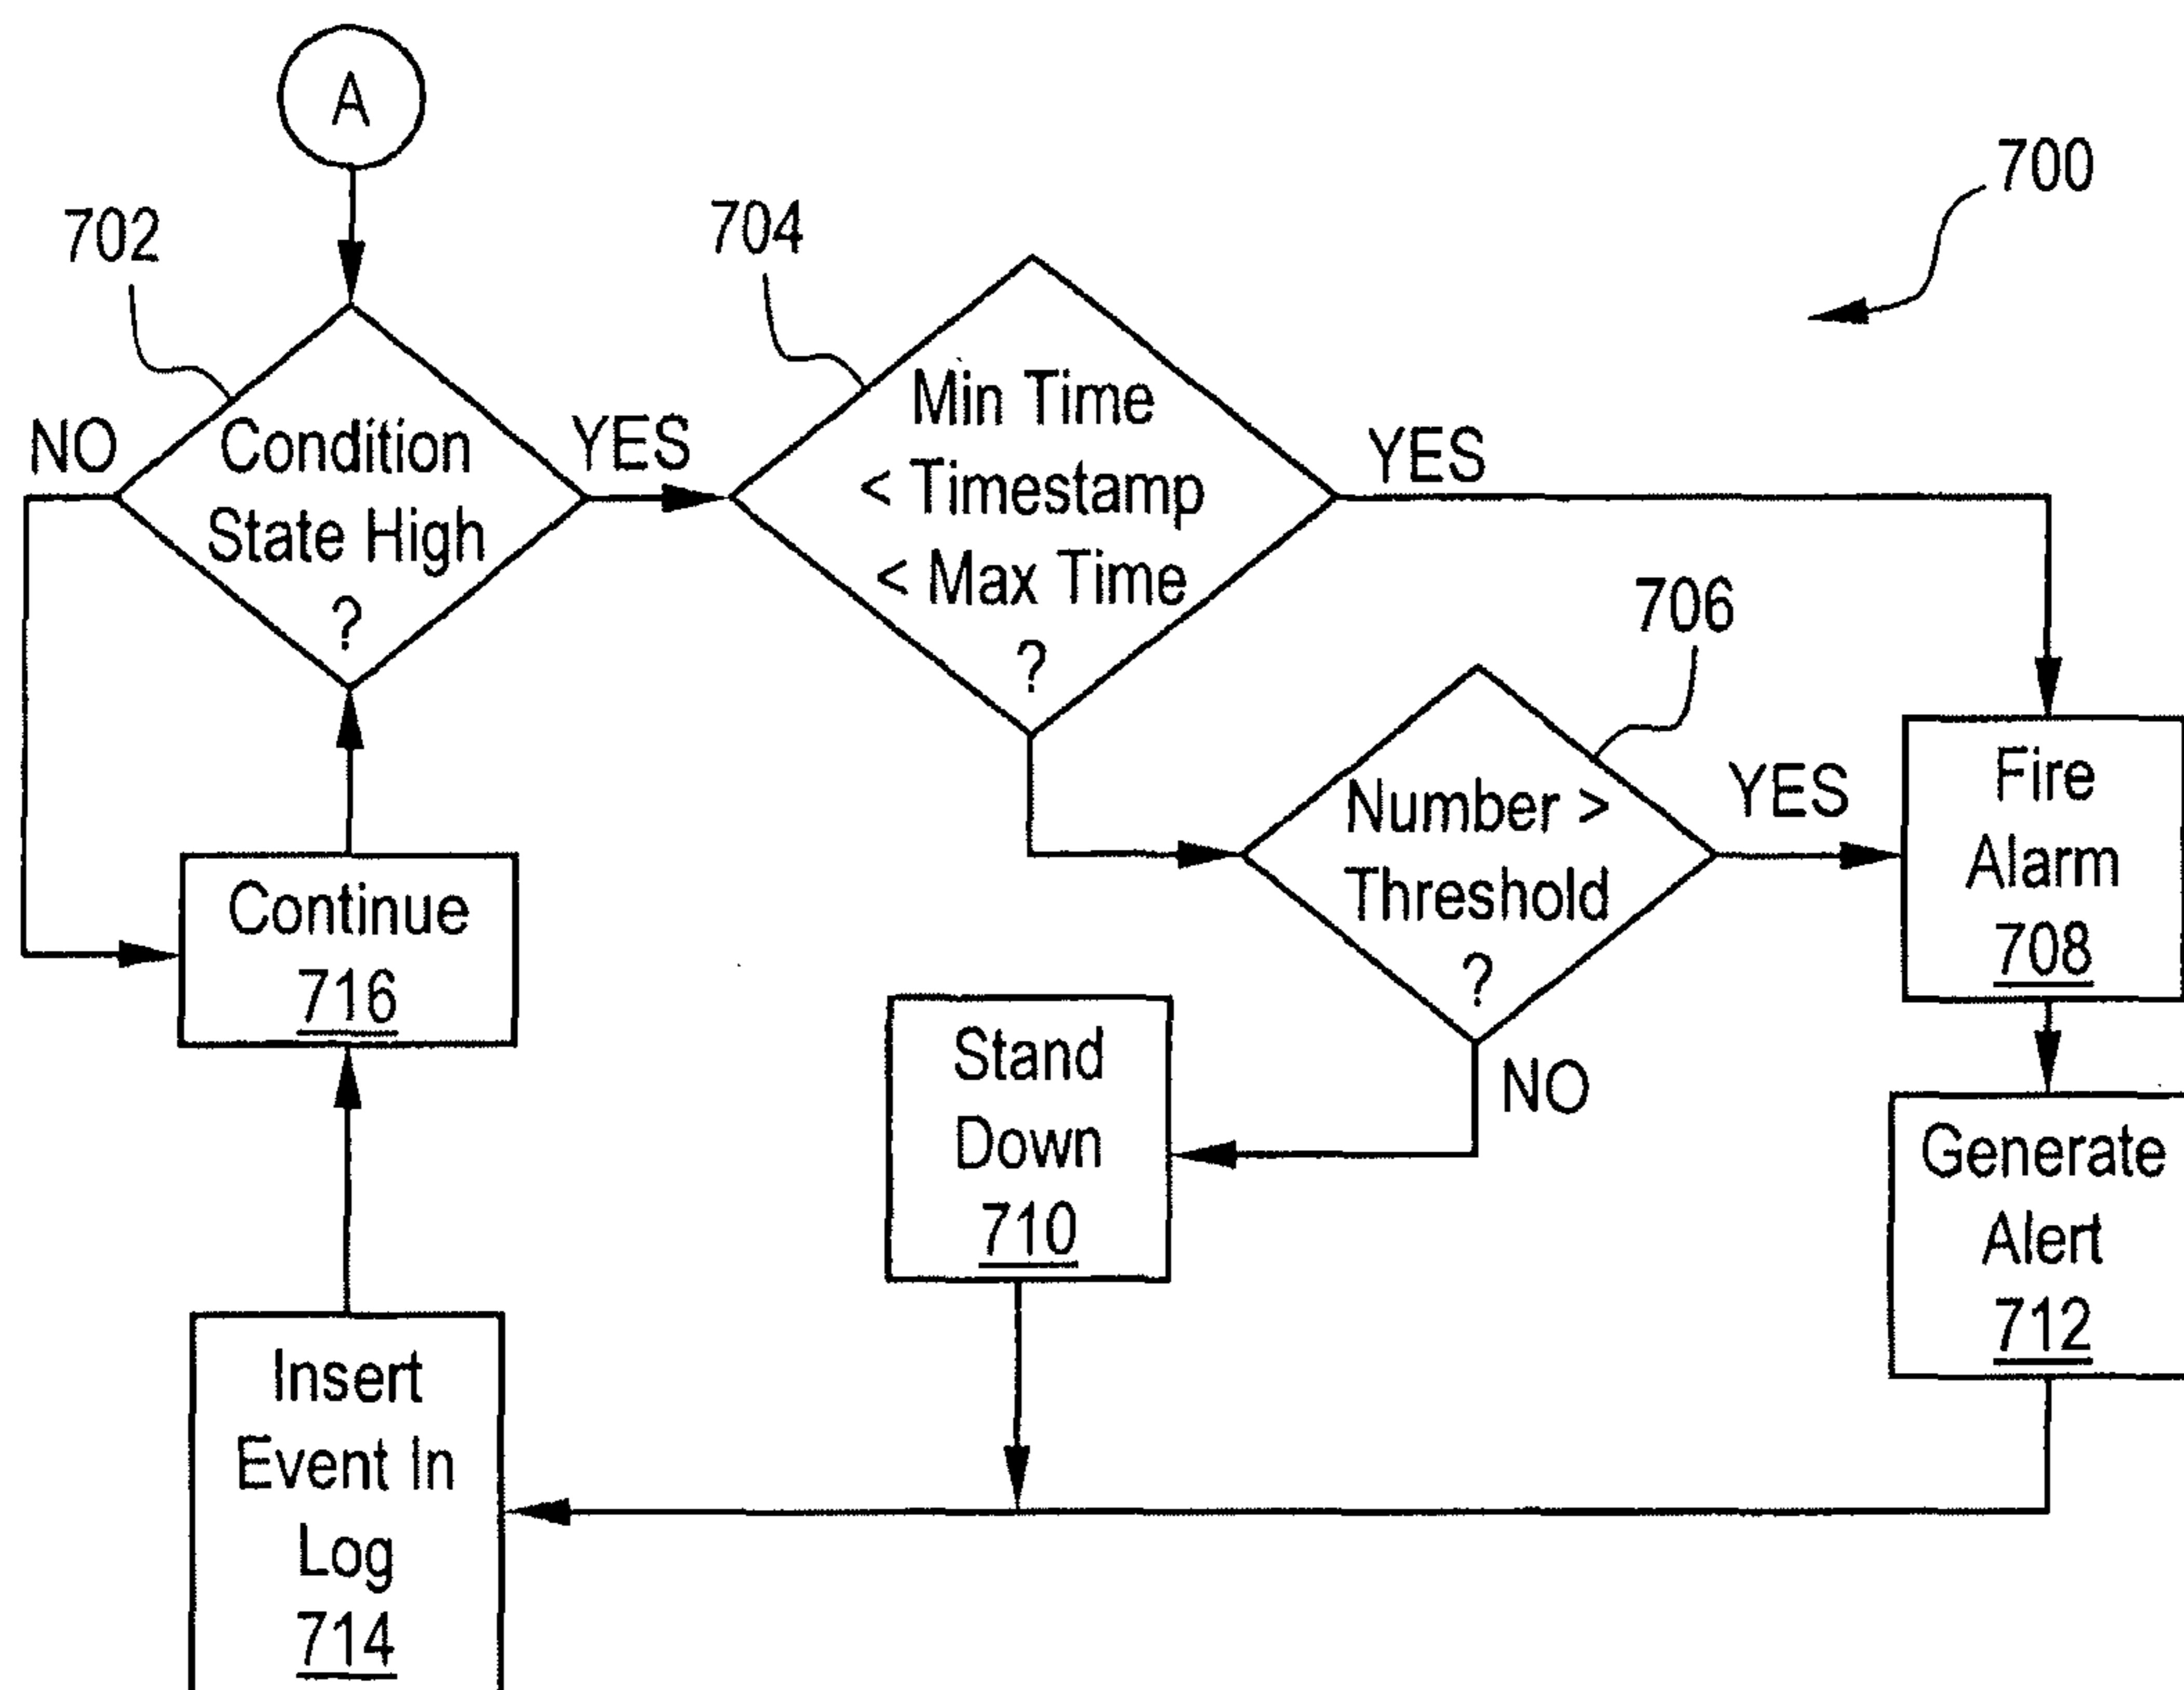 A
700
702
704
NO
Condition
State High
?
YES
Min Time
< Timestamp
< Max Time
?
YES
706
Number >
Threshold
?
YES
Fire
Alarm
708
Continue
716
Stand
Down
710
NO
Generate
Alert
712
Insert
Event In
Log
714